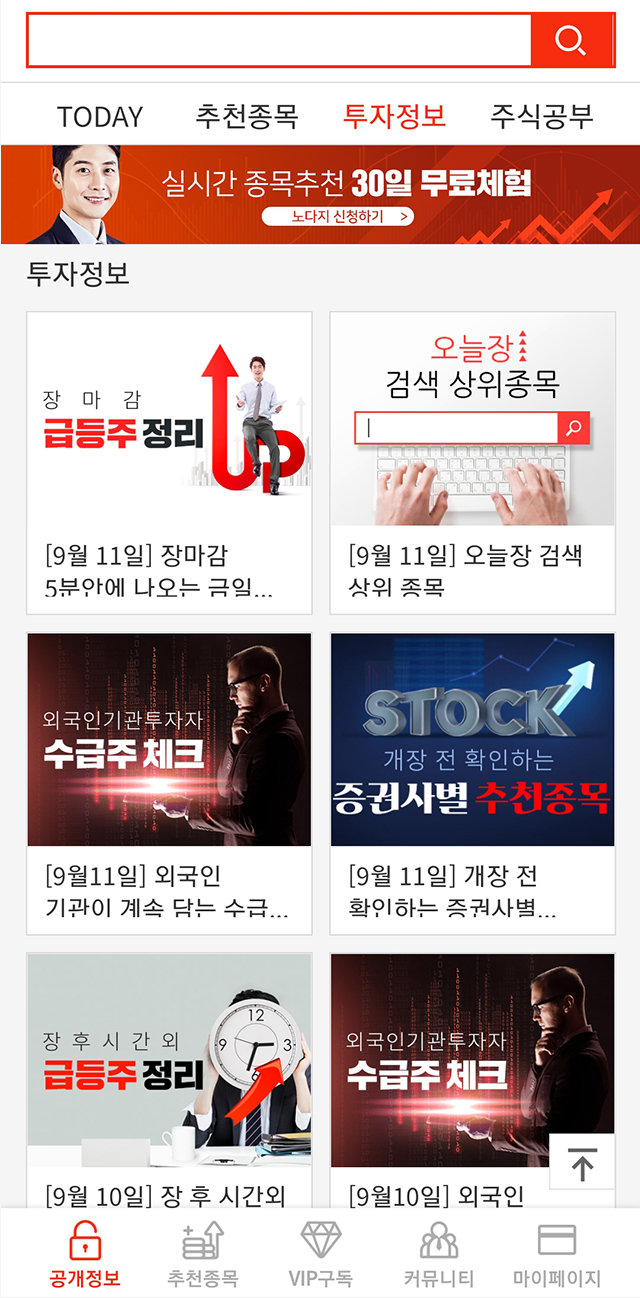 TODAY 추천종목 투자정보 주식공부
실시간 종목추천 30일 무료체험
노다지 신청하기 >
투자정보
장 마 감
급등주 정리
UP
[9월 11일] 장마감
5분안에 나오는 금일...
오늘장
검색 상위종목
[9월 11일] 오늘장 검색
상위 종목
외국인기관투자자
수급주 체크
[9월11일] 외국인
기관이 계속 담는 수급...
STOCK
개장 전 확인하는
증권사별 추천종목
[9월 11일] 개장 전
확인하는 증권사별...
장 후 시 간 외
급등주 정리
12
9
3
[9월 10일] 장 후 시간외
외국인기관투자자
수급주 체크
[9월10일] 외국인
공개정보 추천종목 VIP구독 커뮤니티 마이페이지